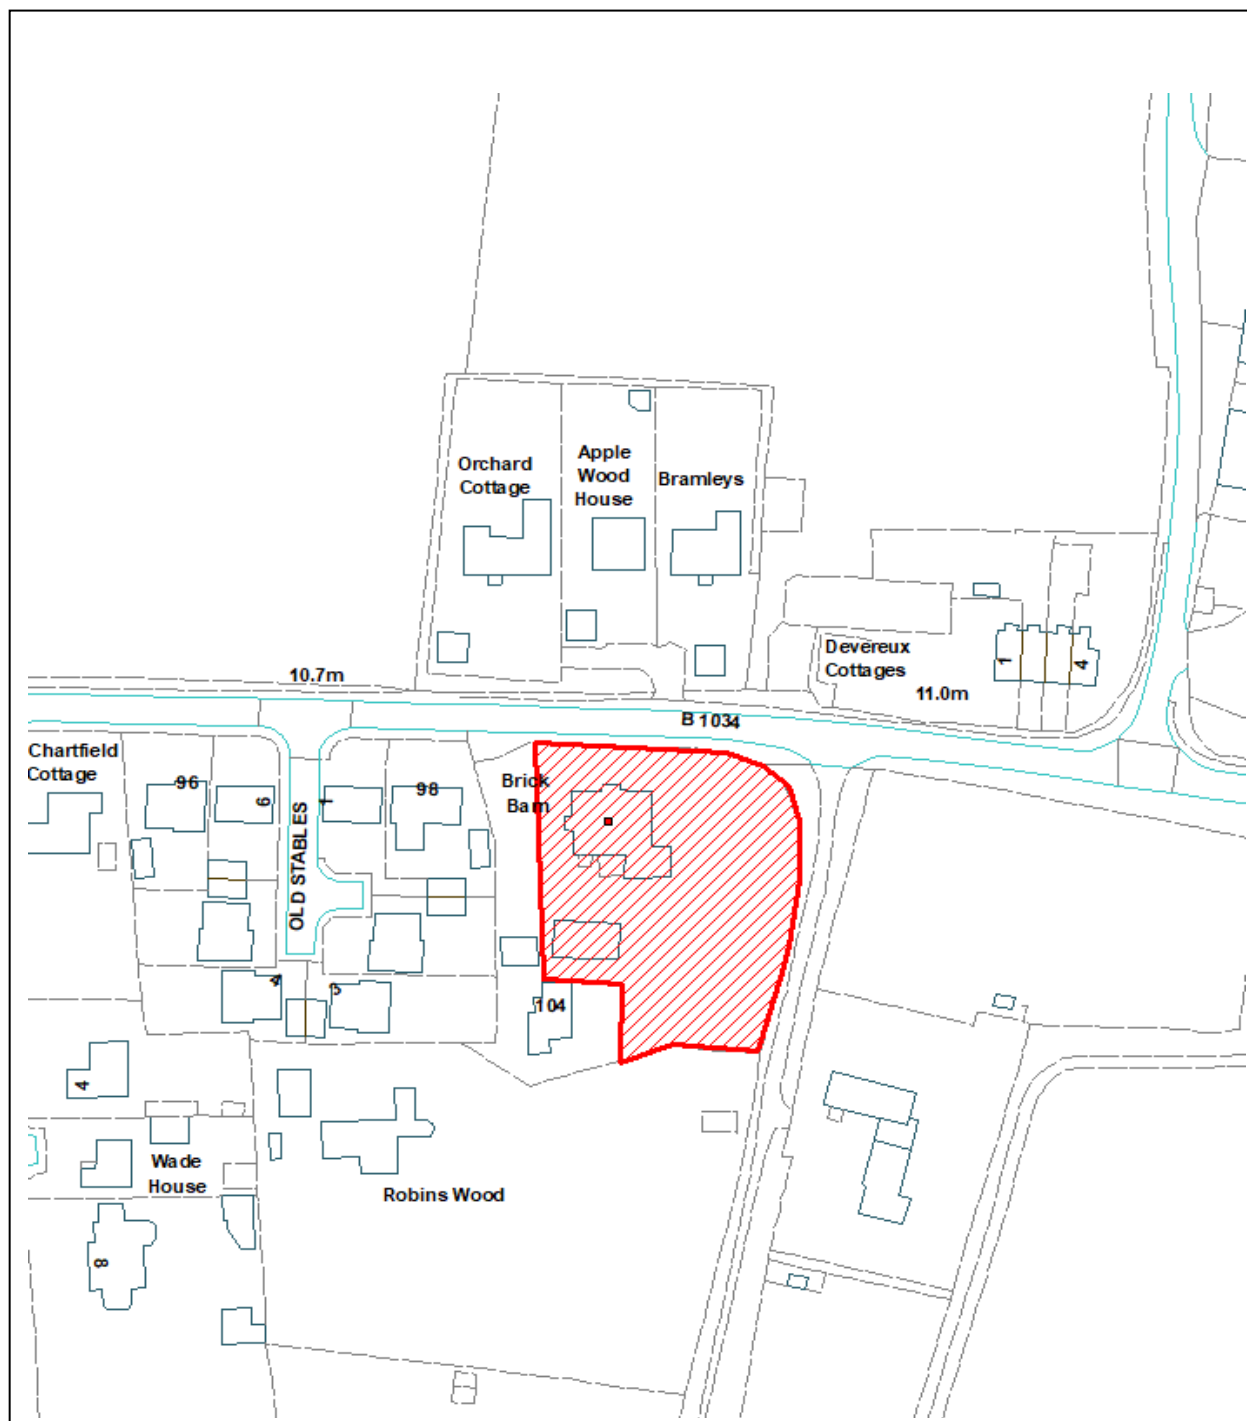 Orchard
Cottage
Apple
Wood
House
Bramleys
Devereux
Cottages
1
4
11.0m
10.7m
B 1034
Chartfield
Cottage
96
6
1
98
Brick
Barn
OLD STABLES
4
3
104
4
Wade
House
Robins Wood
8